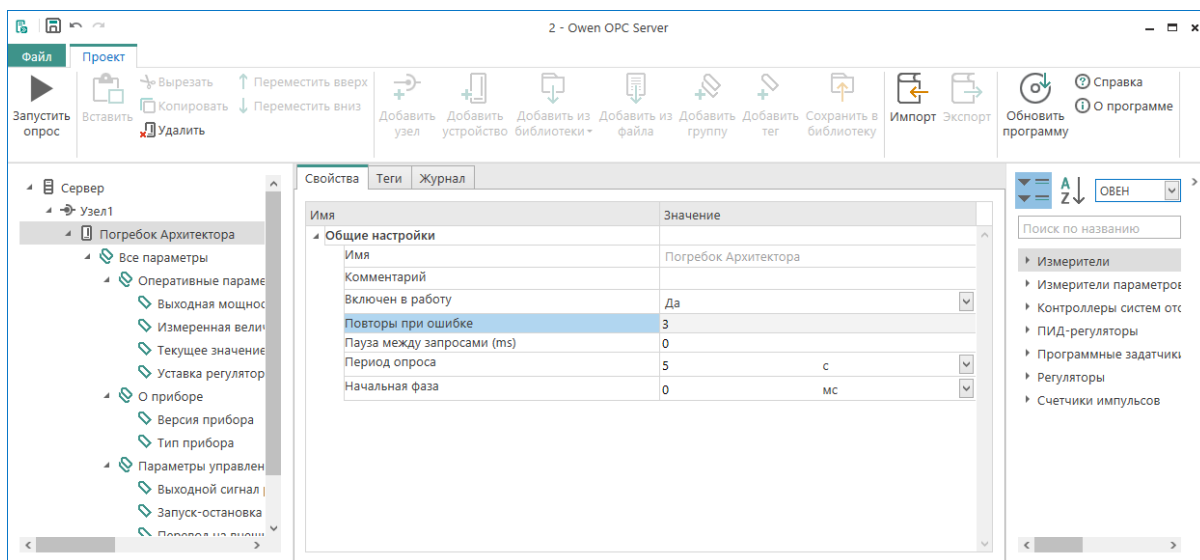 2 - Owen OPC Server
Файл Проект
Запустить опрос
Вставить
Вырезать
Копировать
Удалить
Переместить вверх
Переместить вниз
Добавить узел
Добавить устройство
Добавить из библиотеки
Добавить из файла
Добавить группу
Добавить тег
Сохранить в библиотеку
Импорт
Экспорт
Обновить программу
Справка
О программе
Сервер
Узел1
Погребок Архитектора
Все параметры
Оперативные параме
Выходная мощнос
Измеренная вели
Текущее значение
Уставка регулятор
О приборе
Версия прибора
Тип прибора
Параметры управлен
Выходной сигнал
Запуск-остановка
Свойства Теги Журнал
Имя Значение
Общие настройки
Имя Погребок Архитектора
Комментарий
Включен в работу Да
Повторы при ошибке 3
Пауза между запросами (ms) 0
Период опроса 5 с
Начальная фаза 0 мс
A
Z
ОВЕН
Поиск по названию
Измерители
Измерители параметров
Контроллеры систем ото
ПИД-регуляторы
Программные задатчики
Регуляторы
Счетчики импульсов